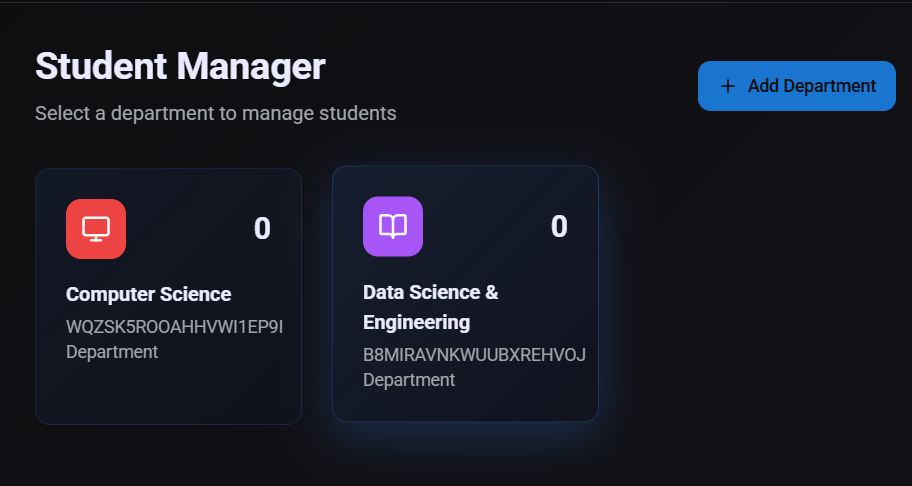 Student Manager
Select a department to manage students
+ Add Department
0
Computer Science
WQZSK5ROOAHHVWI1EP9I
Department
0
Data Science &
Engineering
B8MIRAVNKWUUBXREHVOJ
Department